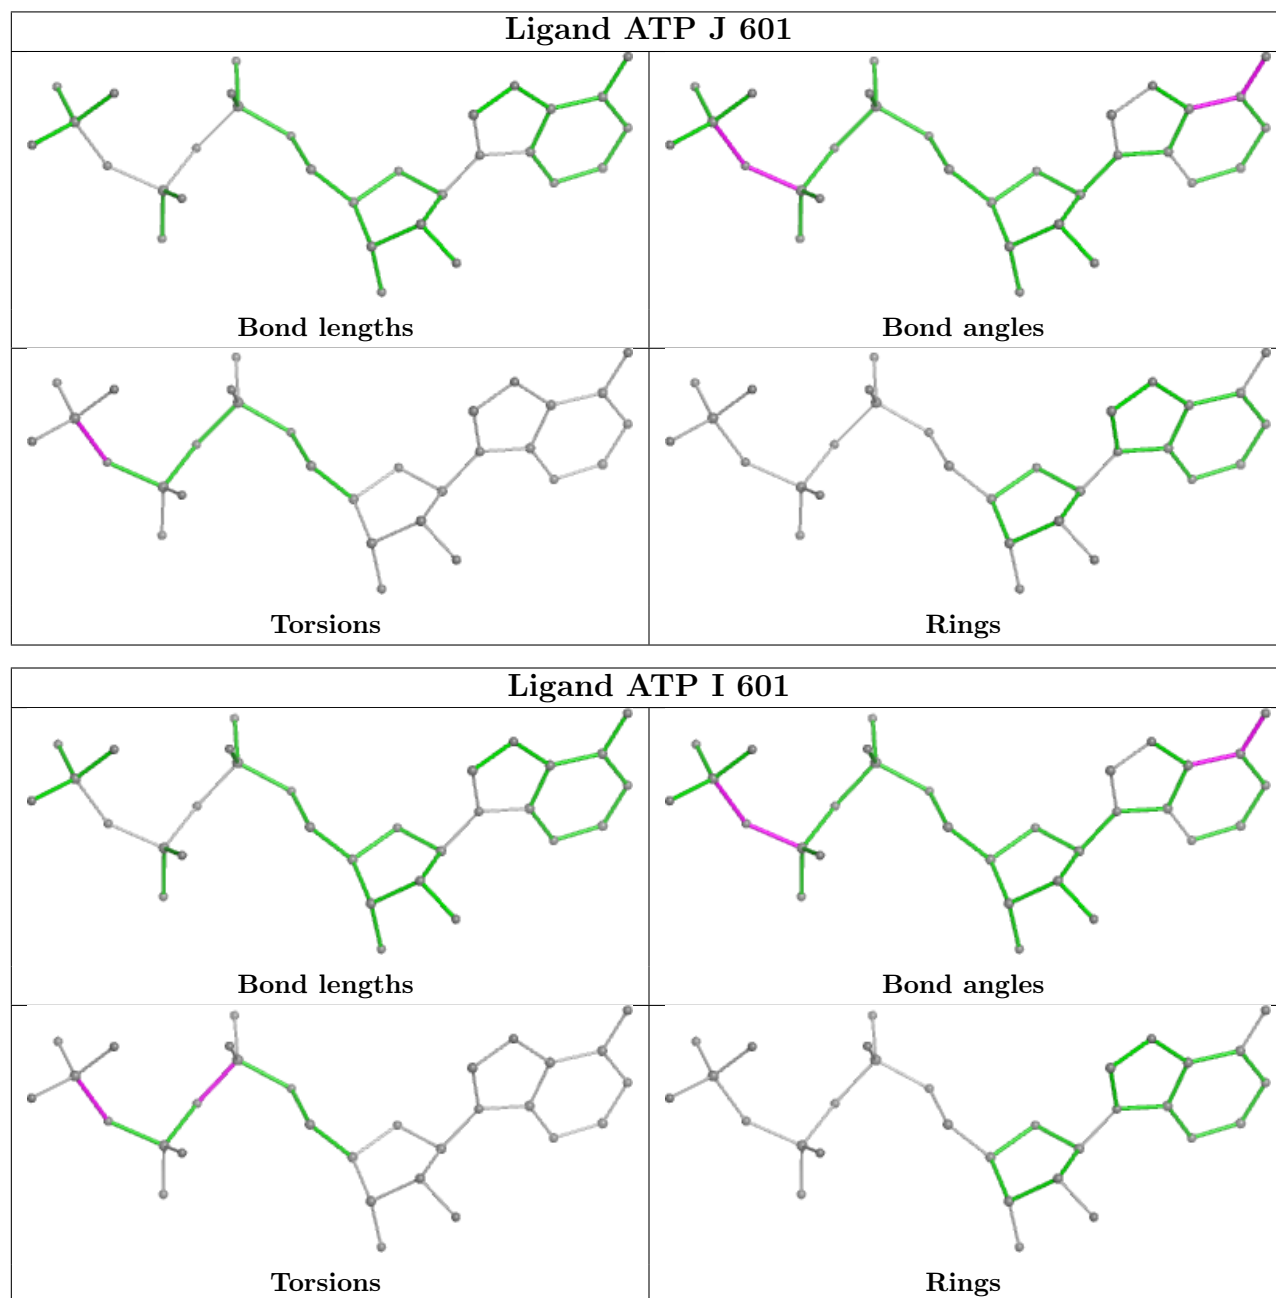 Ligand ATP J 601
Bond lengths
Bond angles
Torsions
Rings
Ligand ATP I 601
Bond lengths
Bond angles
Torsions
Rings